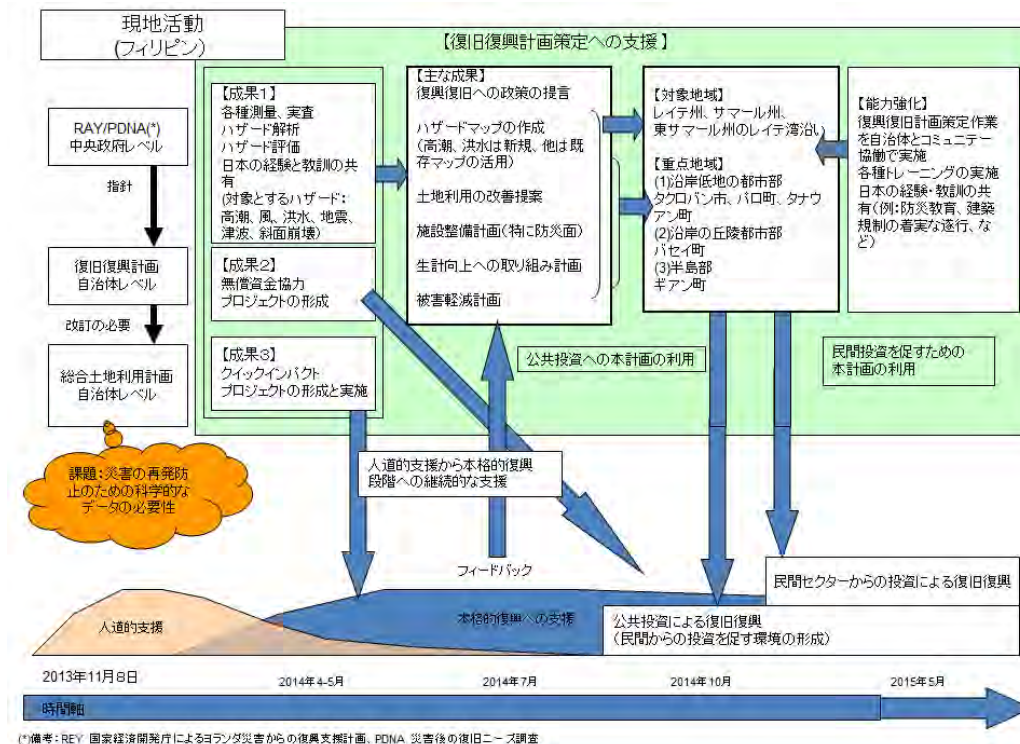 現地活動
(フィリピン)
【復旧復興計画策定への支援】
RAY/PDNA(*)
中央政府レベル
指針
復旧復興計画
自治体レベル
改訂の必要
総合土地利用計画
自治体レベル
課題：災害の再発防
止のための科学的な
データの必要性
【成果1】
各種測量、実査
ハザード解析
ハザード評価
日本の経験と教訓の共
有
(対象とするハザード：
高潮、風、洪水、地震、
津波、斜面崩壊)
【成果2】
無償資金協力
プロジェクトの形成
【成果3】
クイックインパクト
プロジェクトの形成と実施
【主な成果】
復興復旧への政策の提言
ハザードマップの作成
(高潮、洪水は新規、他は既
存マップの活用)
土地利用の改善提案
施設整備計画(特に防災面)
生計向上への取り組み計画
被害軽減計画
【対象地域】
レイテ州、サマール州、
東サマール州のレイテ湾沿い
【重点地域】
(1)沿岸低地の都市部
タクロバン市、パロ町、タナウ
アン町
(2)沿岸の丘陵都市部
バセイ町
(3)半島部
ギアン町
【能力強化】
復興復旧計画策定作業
を自治体とコミュニテー
協働で実施
各種トレーニングの実施
日本の経験・教訓の共
有(例：防災教育、建築
規制の着実な遂行、な
ど)
公共投資への本計画の利用
民間投資を促すための
本計画の利用
人道的支援から本格的復興
段階への継続的な支援
フィードバック
民間セクターからの投資による復旧復興
公共投資による復旧復興
(民間からの投資を促す環境の形成)
人道的支援
本格的復興への支援
2013年11月8日
2014年4-5月
2014年7月
2014年10月
2015年5月
時間軸
(*)備考：REY 国家経済開発庁によるヨランダ災害からの復興支援計画、PDNA 災害後の復旧ニーズ調査